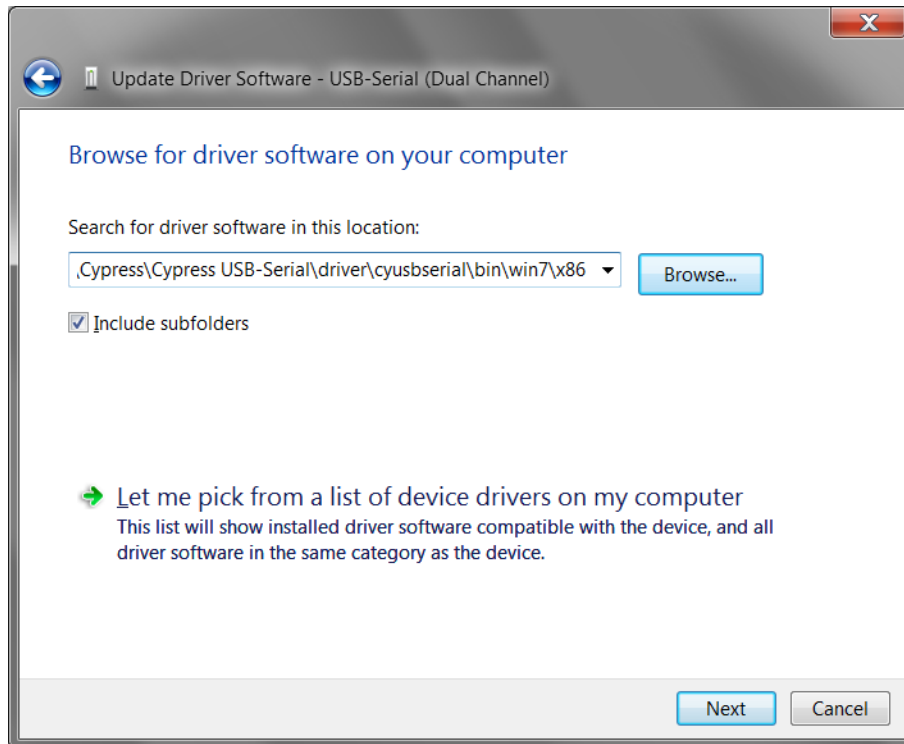 X
Update Driver Software - USB-Serial (Dual Channel)
Browse for driver software on your computer
Search for driver software in this location:
\Cypress\Cypress USB-Serial\driver\cyusbserial\bin\win7\x86
Browse...
Include subfolders
Let me pick from a list of device drivers on my computer
This list will show installed driver software compatible with the device, and all
driver software in the same category as the device.
Next
Cancel